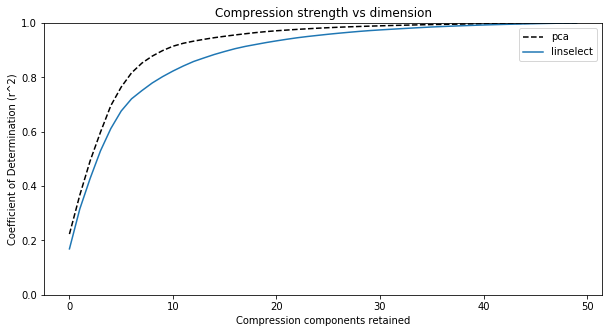 Compression strength vs dimension
1.0
0.8
0.6
0.4
0.2
0.0
Coefficient of Determination (r^2)
pca
linselect
0 10 20 30 40 50
Compression components retained